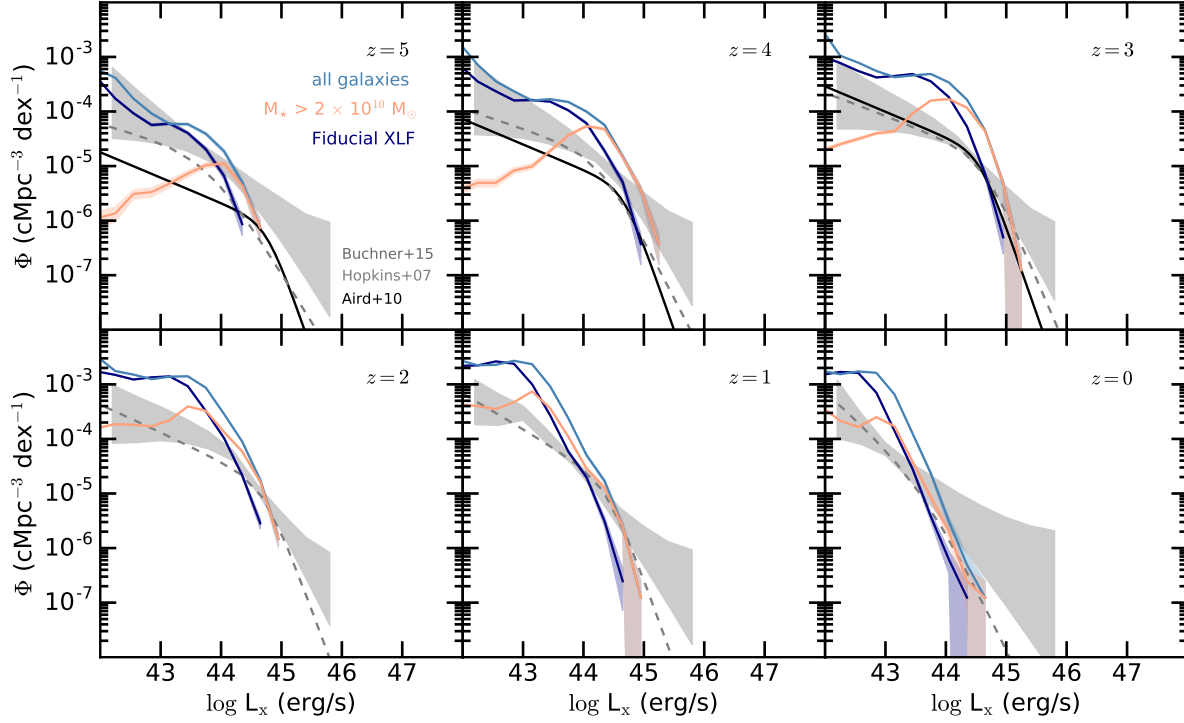 Φ (cMpc⁻³ dex⁻¹)
10⁻³
10⁻⁴
10⁻⁵
10⁻⁶
10⁻⁷
z = 5
all galaxies
M⋆ > 2 × 10¹⁰ M⊙
Fiducial XLF
Buchner+15
Hopkins+07
Aird+10
z = 4
z = 3
Φ (cMpc⁻³ dex⁻¹)
10⁻³
10⁻⁴
10⁻⁵
10⁻⁶
10⁻⁷
z = 2
z = 1
z = 0
43 44 45 46 47
43 44 45 46 47
43 44 45 46 47
log Lₓ (erg/s)
log Lₓ (erg/s)
log Lₓ (erg/s)